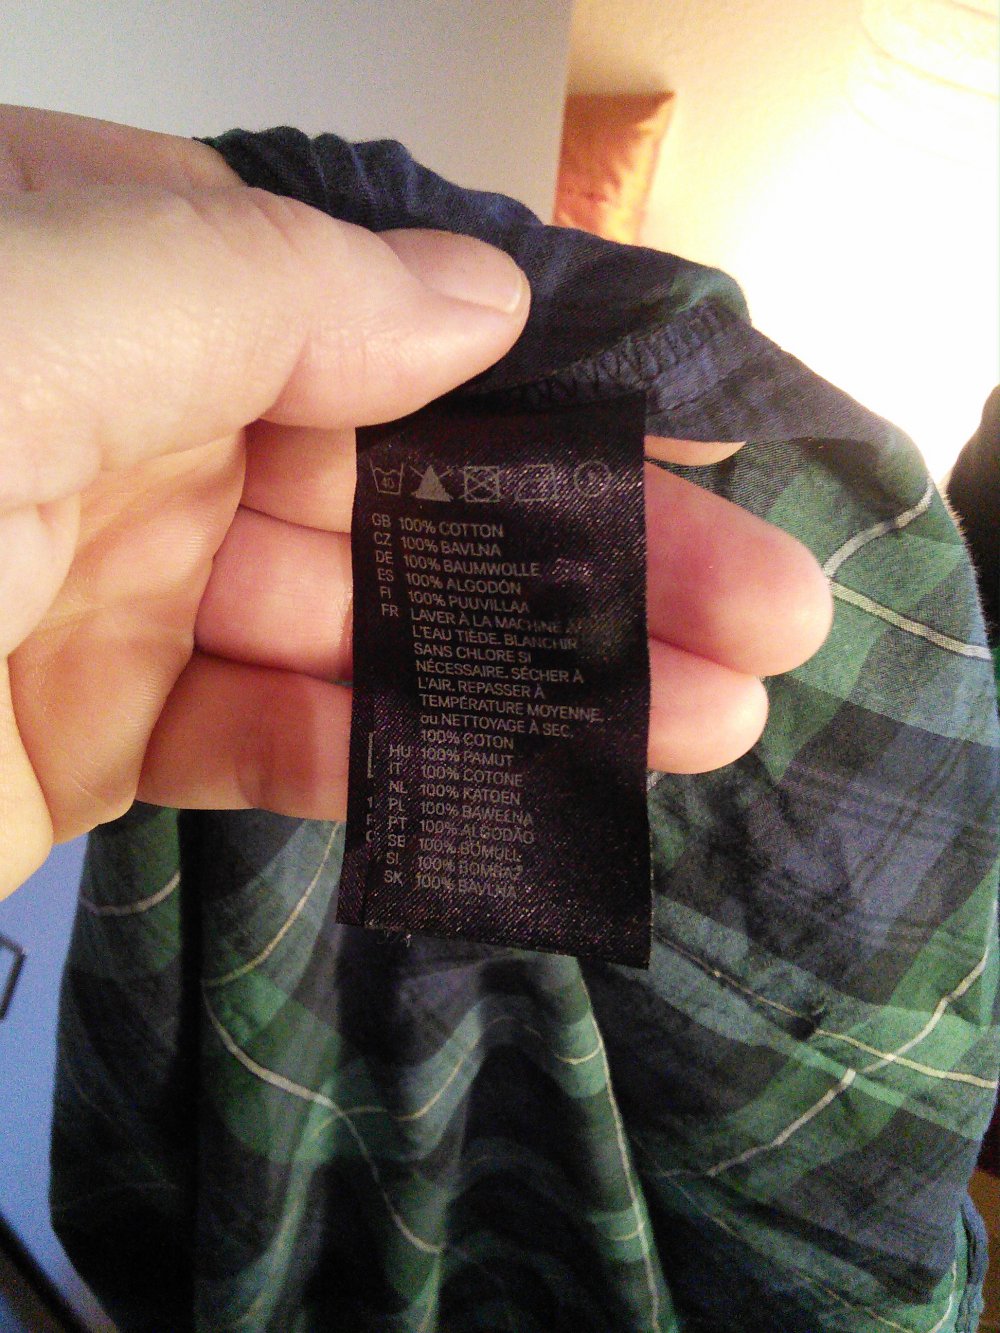 40
GB 100% COTTON
CZ 100% BAVLNA
DE 100% BAUMWOLLE
ES 100% ALGODÓN
FI 100% PUUVILLAA
FR LAVER À LA MACHINE À
L'EAU TIÈDE. BLANCHIR
SANS CHLORE SI
NÉCESSAIRE. SÉCHER À
L'AIR. REPASSER À
TEMPÉRATURE MOYENNE.
ou NETTOYAGE À SEC.
100% COTON
HU 100% PAMUT
IT 100% COTONE
NL 100% KATOEN
PL 100% BAWEŁNA
PT 100% ALGODÃO
SE 100% BOMULL
SI 100% BOMBAŽ
SK 100% BAVLNA